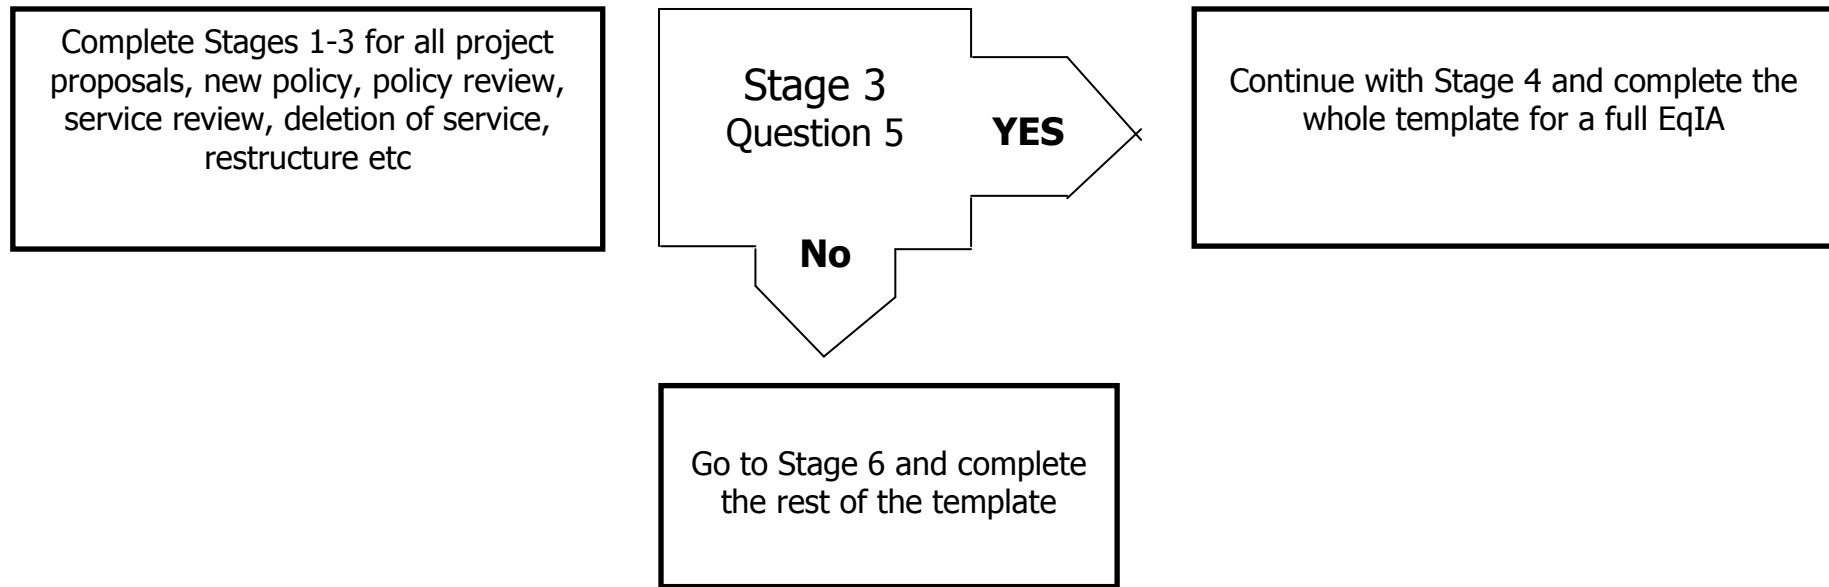 Complete Stages 1-3 for all project
proposals, new policy, policy review,
service review, deletion of service,
restructure etc
Stage 3
Question 5
YES
No
Continue with Stage 4 and complete the
whole template for a full EqIA
Go to Stage 6 and complete
the rest of the template